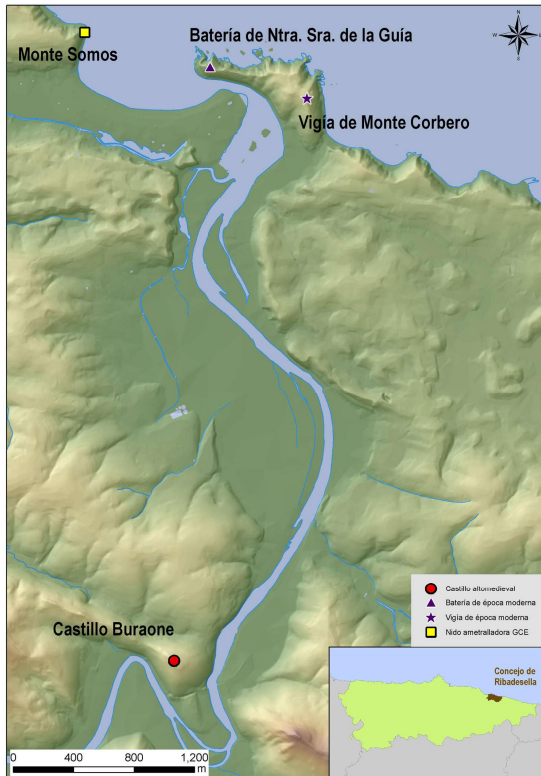 Batería de Ntra. Sra. de la Guía
N
W
E
S
Monte Somos
Vigía de Monte Corbero
Castillo Buraone
Castillo altomedieval
Batería de época moderna
Vigía de época moderna
Nido ametralladora GCE
Concejo de
Ribadesella
0 400 800 1,200
m